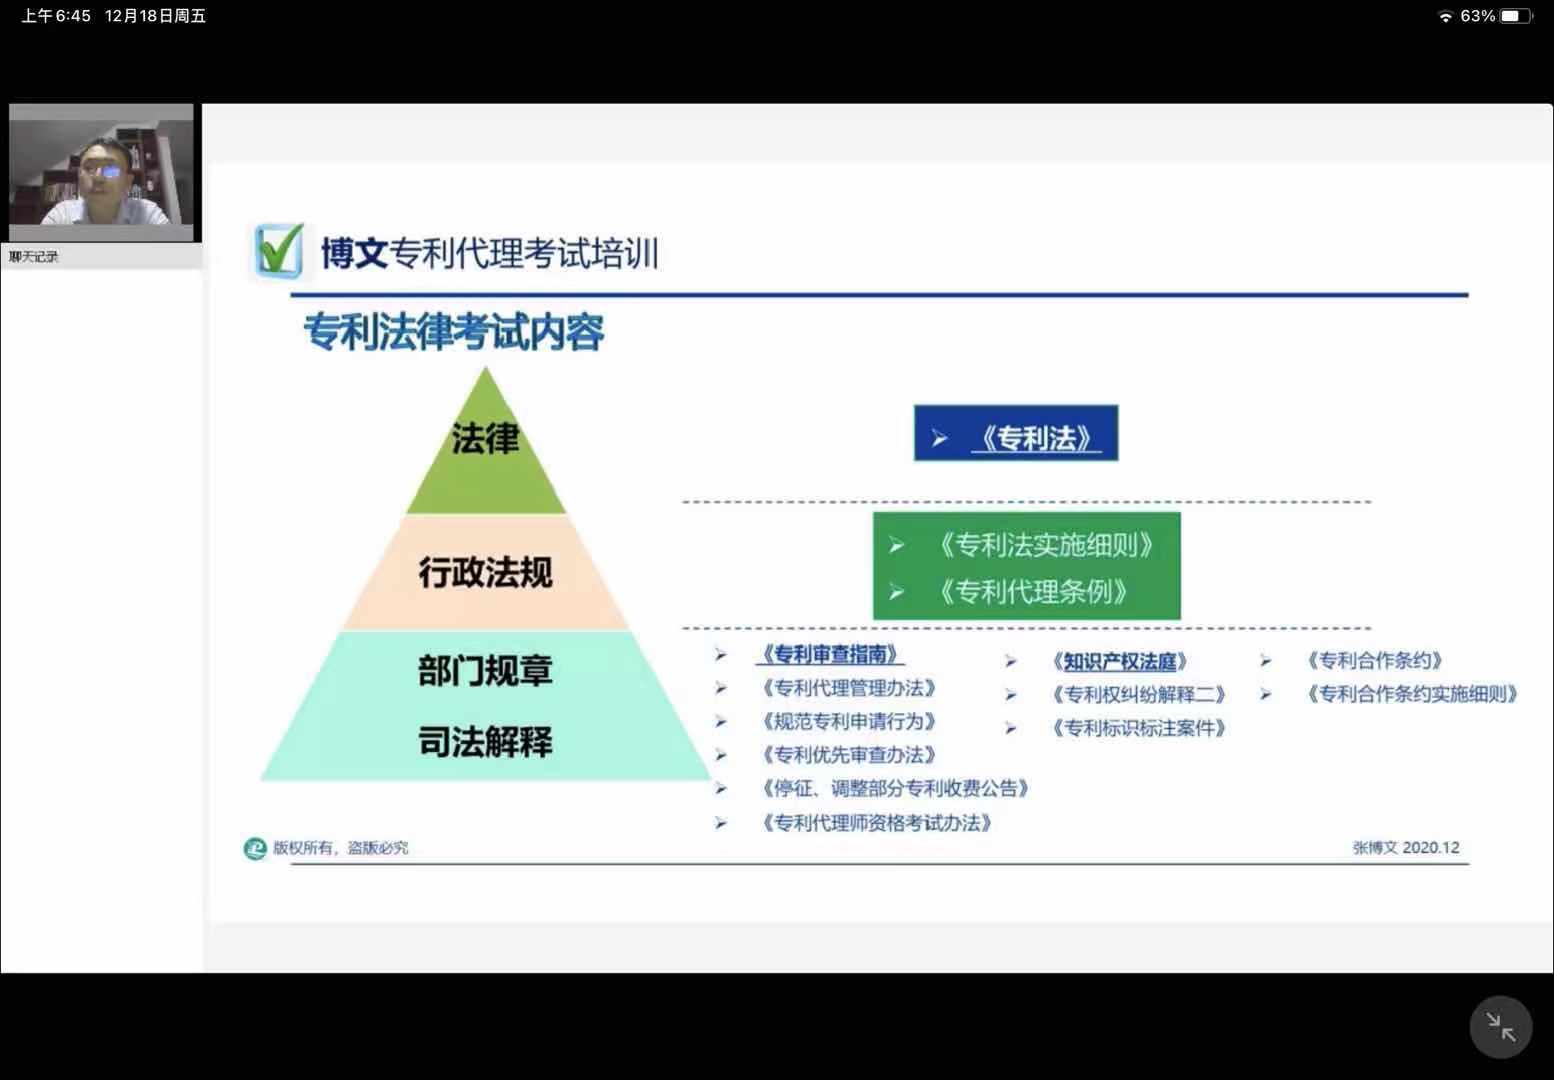 上午6:45 12月18日周五
63%
聊天记录
博文专利代理考试培训
专利法律考试内容
法律
《专利法》
行政法规
《专利法实施细则》
《专利代理条例》
部门规章
司法解释
《专利审查指南》
《专利代理管理办法》
《规范专利申请行为》
《专利优先审查办法》
《停征、调整部分专利收费公告》
《专利代理师资格考试办法》
《知识产权法庭》
《专利权纠纷解释二》
《专利标识标注案件》
《专利合作条约》
《专利合作条约实施细则》
版权所有，盗版必究
张博文 2020.12